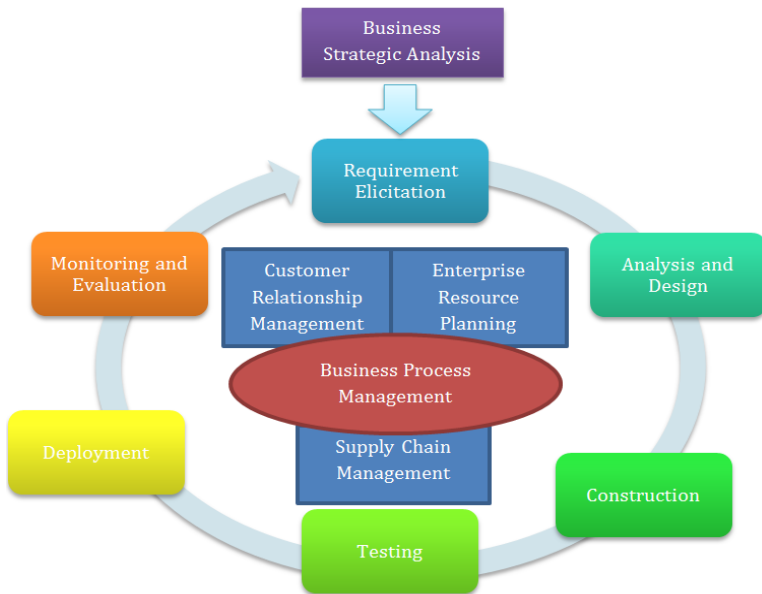 Business
Strategic Analysis
Requirement
Elicitation
Monitoring and
Evaluation
Customer
Relationship
Management
Enterprise
Resource
Planning
Analysis and
Design
Business Process
Management
Deployment
Supply Chain
Management
Construction
Testing